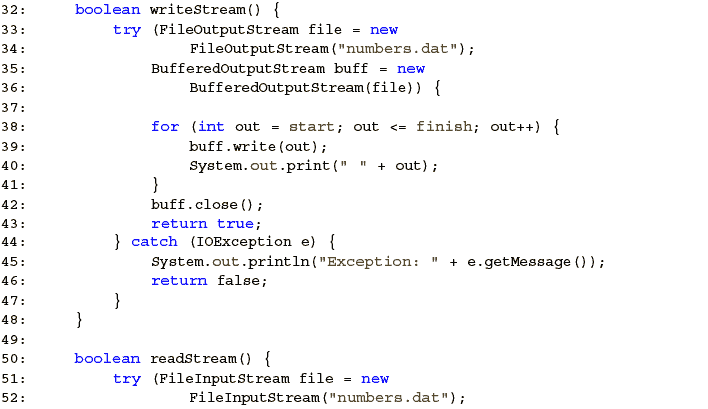 32:     boolean writeStream() {
33:         try (FileOutputStream file = new
34:                 FileOutputStream("numbers.dat");
35:             BufferedOutputStream buff = new
36:                 BufferedOutputStream(file)) {
37:
38:             for (int out = start; out <= finish; out++) {
39:                 buff.write(out);
40:                 System.out.print(" " + out);
41:             }
42:             buff.close();
43:             return true;
44:         } catch (IOException e) {
45:             System.out.println("Exception: " + e.getMessage());
46:             return false;
47:         }
48:     }
49:
50:     boolean readStream() {
51:         try (FileInputStream file = new
52:                 FileInputStream("numbers.dat");